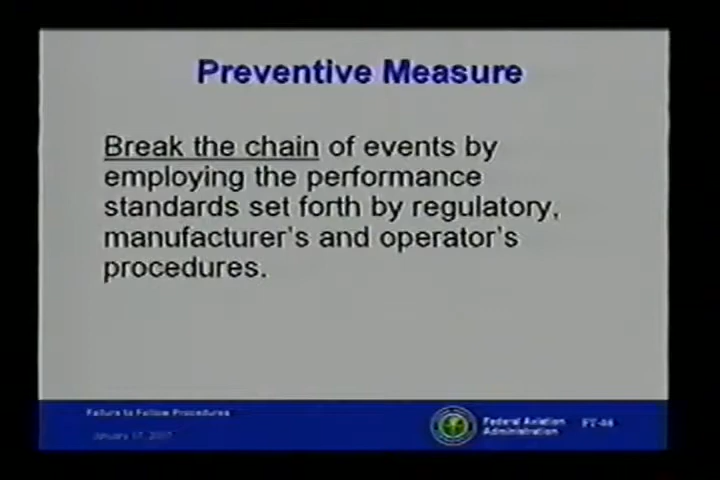 Preventive Measure
Break the chain of events by
employing the performance
standards set forth by regulatory,
manufacturer's and operator's
procedures.
Failure to Follow Procedures
Federal Aviation
Administration